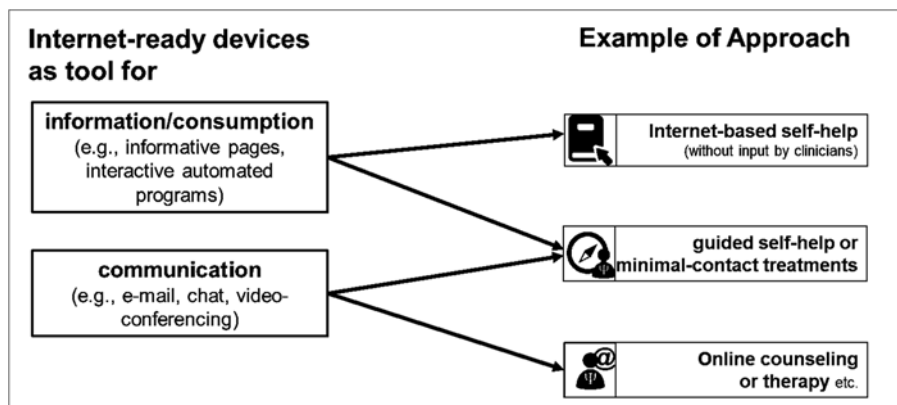 Internet-ready devices
as tool for
Example of Approach
information/consumption
(e.g., informative pages,
interactive automated
programs)
communication
(e.g., e-mail, chat, video-
conferencing)
Internet-based self-help
(without input by clinicians)
guided self-help or
minimal-contact treatments
@
Ψ
Online counseling
or therapy etc.